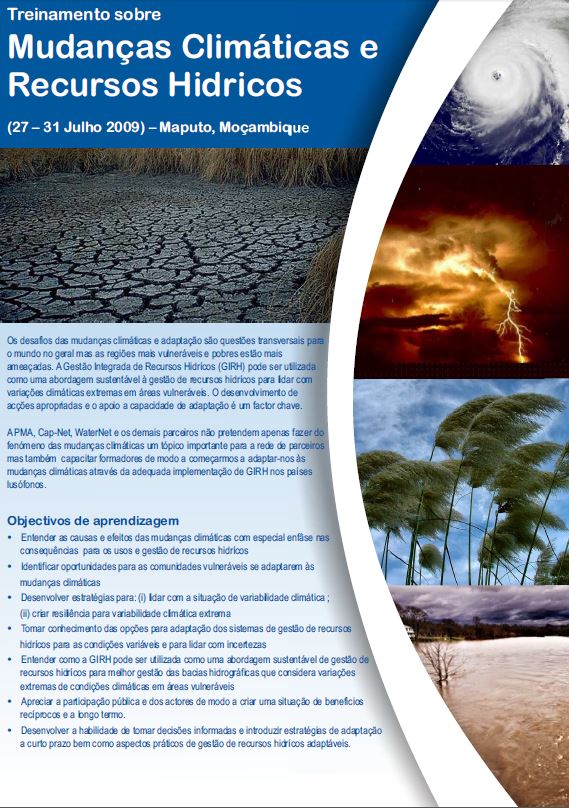 Treinamento sobre
Mudanças Climáticas e
Recursos Hidricos
(27 – 31 Julho 2009) – Maputo, Moçambique
Os desafios das mudanças climáticas e adaptação são questões transversais para
o mundo no geral mas as regiões mais vulneráveis e pobres estão mais
ameaçadas. A Gestão Integrada de Recursos Hídricos (GIRH) pode ser utilizada
como uma abordagem sustentável à gestão de recursos hidricos para lidar com
variações climáticas extremas em áreas vulneráveis. O desenvolvimento de
acções apropriadas e o apoio a capacidade de adaptação é um factor chave.
APMA, Cap-Net, WaterNet e os demais parceiros não pretendem apenas fazer do
fenómeno das mudanças climáticas um tópico importante para a rede de parceiros
mas também capacitar formadores de modo a começarmos a adaptar-nos às
mudanças climáticas através da adequada implementação de GIRH nos países
lusófonos.
Objectivos de aprendizagem
• Entender as causas e efeitos das mudanças climáticas com especial enfâse nas
consequências para os usos e gestão de recursos hidricos
• Identificar oportunidades para as comunidades vulneráveis se adaptarem às
mudanças climáticas
• Desenvolver estratégias para: (i) lidar com a situação de variabilidade climática ;
(ii) criar resiliência para variabilidade climática extrema
• Tomar conhecimento das opções para adaptação dos sistemas de gestão de recursos
hidricos para as condições variáveis e para lidar com incertezas
• Entender como a GIRH pode ser utilizada como uma abordagem sustentável de gestão de
recursos hidricos para melhor gestão das bacias hidrográficas que considera variações
extremas de condições climáticas em áreas vulneráveis
• Apreciar a participação pública e dos actores de modo a criar uma situação de beneficios
recíprocos e a longo termo.
• Desenvolver a habilidade de tomar decisões informadas e introduzir estratégias de adaptação
a curto prazo bem como aspectos práticos de gestão de recursos hidricos adaptáveis.